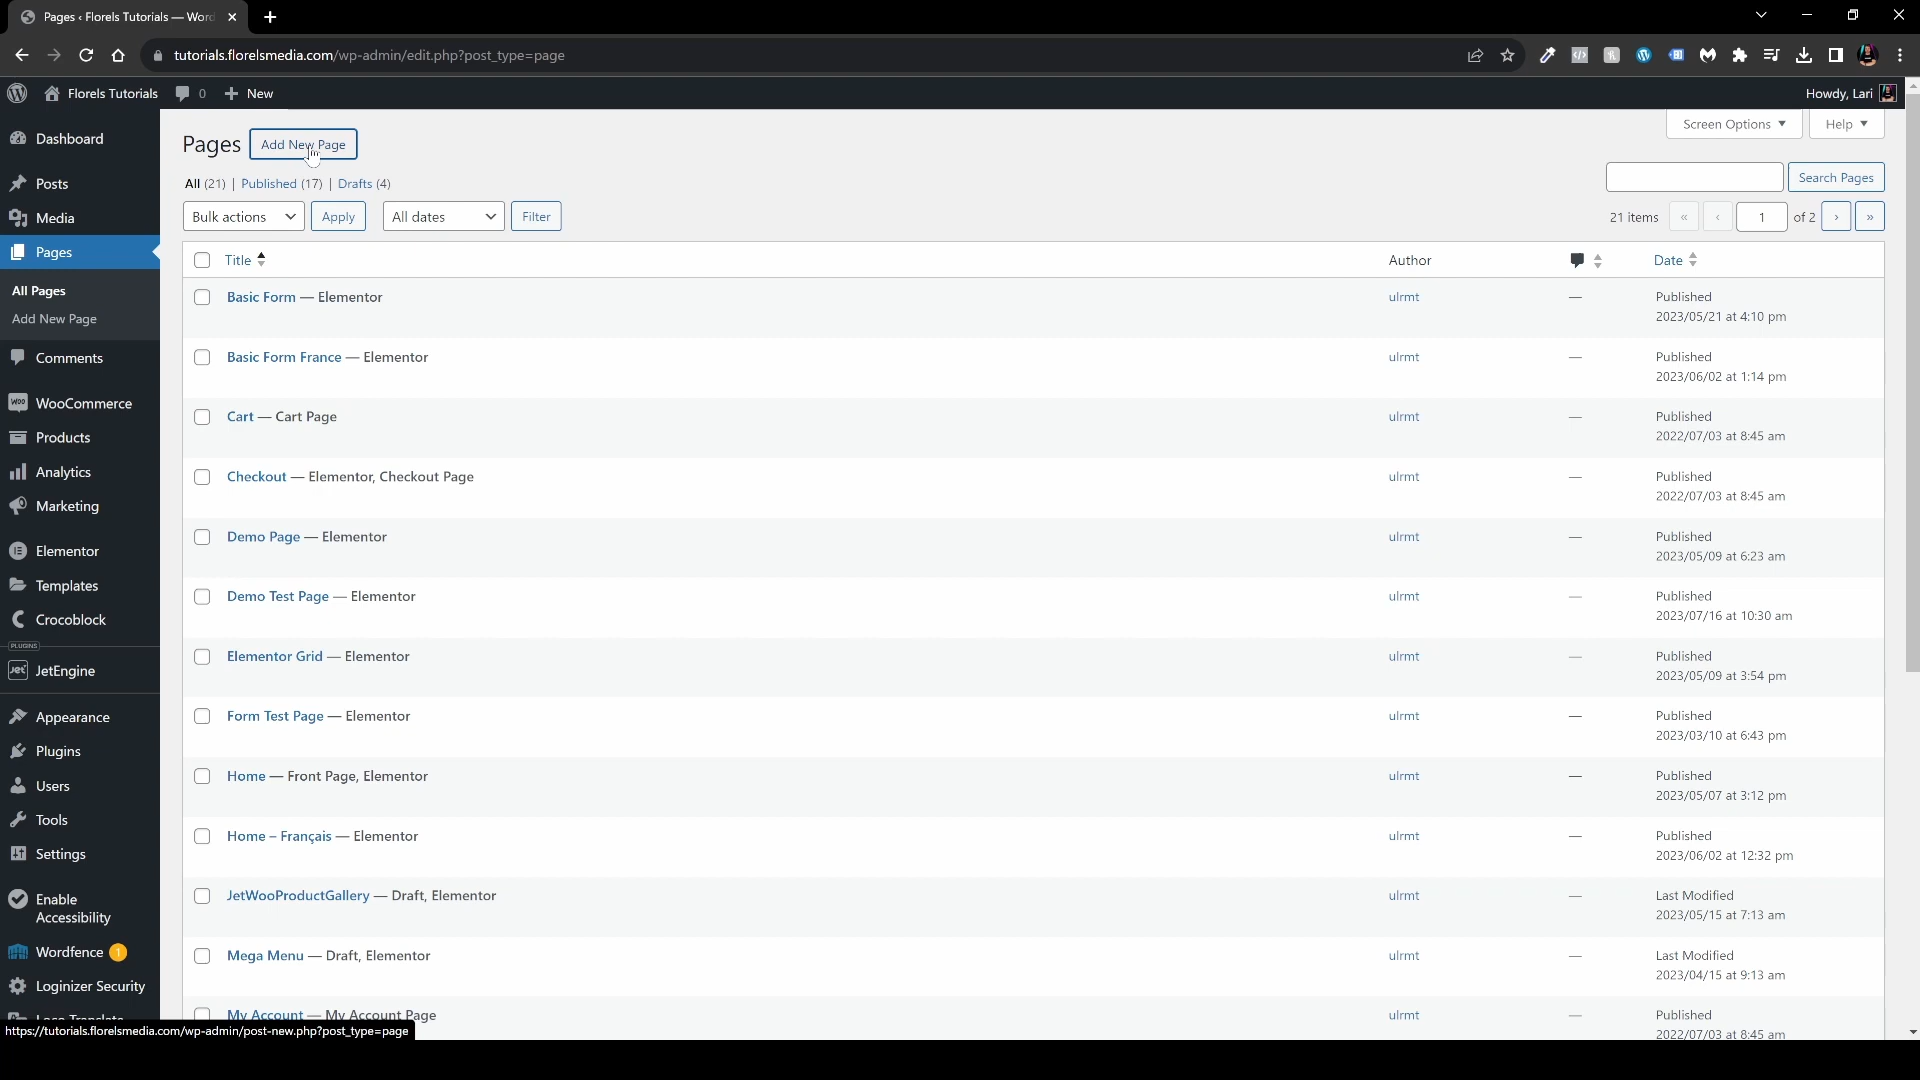 Pages ‹ Florels Tutorials — Word
tutorials.florelsmedia.com/wp-admin/edit.php?post_type=page
Florels Tutorials 0 New
Howdy, Lari
Dashboard
Posts
Media
Pages
All Pages
Add New Page
Comments
WooCommerce
Products
Analytics
Marketing
Elementor
Templates
Crocoblock
PLUGINS
JetEngine
Appearance
Plugins
Users
Tools
Settings
Enable
Accessibility
Wordfence 1
Loginizer Security
Pages Add New Page
Screen Options Help
All (21) | Published (17) | Drafts (4)
Search Pages
Bulk actions Apply All dates Filter
21 items « ‹ 1 of 2 › »
Title Author Date
Basic Form — Elementor ulrmt — Published
2023/05/21 at 4:10 pm
Basic Form France — Elementor ulrmt — Published
2023/06/02 at 1:14 pm
Cart — Cart Page ulrmt — Published
2022/07/03 at 8:45 am
Checkout — Elementor, Checkout Page ulrmt — Published
2022/07/03 at 8:45 am
Demo Page — Elementor ulrmt — Published
2023/05/09 at 6:23 am
Demo Test Page — Elementor ulrmt — Published
2023/07/16 at 10:30 am
Elementor Grid — Elementor ulrmt — Published
2023/05/09 at 3:54 pm
Form Test Page — Elementor ulrmt — Published
2023/03/10 at 6:43 pm
Home — Front Page, Elementor ulrmt — Published
2023/05/07 at 3:12 pm
Home – Français — Elementor ulrmt — Published
2023/06/02 at 12:32 pm
JetWooProductGallery — Draft, Elementor ulrmt — Last Modified
2023/05/15 at 7:13 am
Mega Menu — Draft, Elementor ulrmt — Last Modified
2023/04/15 at 9:13 am
My Account — My Account Page ulrmt — Published
2022/07/03 at 8:45 am
https://tutorials.florelsmedia.com/wp-admin/post-new.php?post_type=page